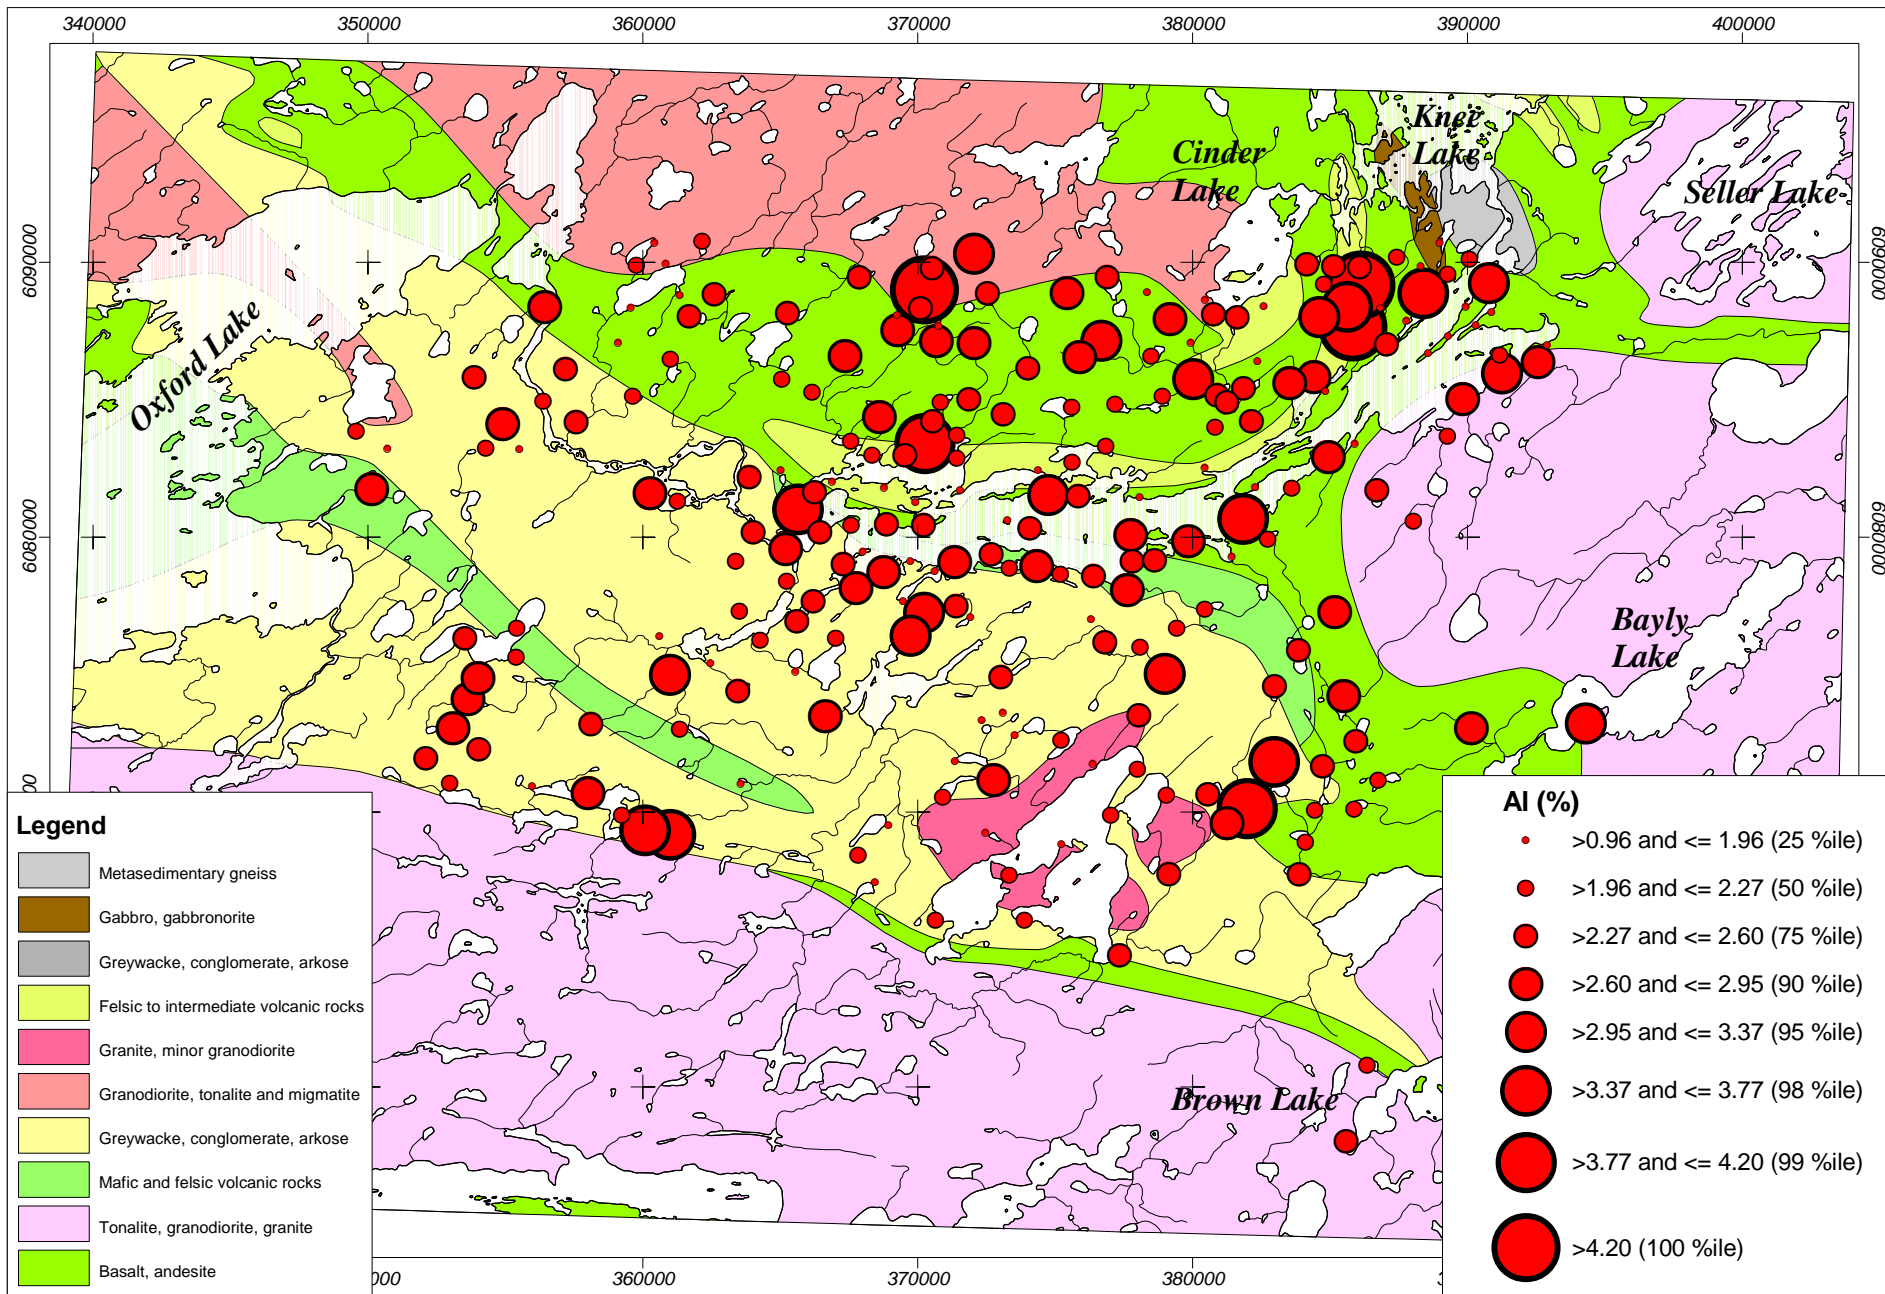 340000 350000 360000 370000 380000 390000 400000
6090000
6090000
6080000
6080000
Knee
Lake
Cinder
Lake
Seller Lake
Oxford Lake
Bayly
Lake
Brown Lake
00
Legend
Metasedimentary gneiss
Gabbro, gabbronorite
Greywacke, conglomerate, arkose
Felsic to intermediate volcanic rocks
Granite, minor granodiorite
Granodiorite, tonalite and migmatite
Greywacke, conglomerate, arkose
Mafic and felsic volcanic rocks
Tonalite, granodiorite, granite
Basalt, andesite
Al (%)
>0.96 and <= 1.96 (25 %ile)
>1.96 and <= 2.27 (50 %ile)
>2.27 and <= 2.60 (75 %ile)
>2.60 and <= 2.95 (90 %ile)
>2.95 and <= 3.37 (95 %ile)
>3.37 and <= 3.77 (98 %ile)
>3.77 and <= 4.20 (99 %ile)
>4.20 (100 %ile)
0000 360000 370000 380000